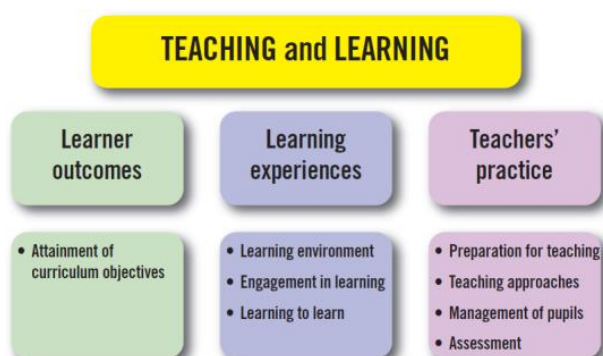 TEACHING and LEARNING
Learner
outcomes
Learning
experiences
Teachers'
practice
• Attainment of
curriculum objectives
• Learning environment
• Engagement in learning
• Learning to learn
• Preparation for teaching
• Teaching approaches
• Management of pupils
• Assessment